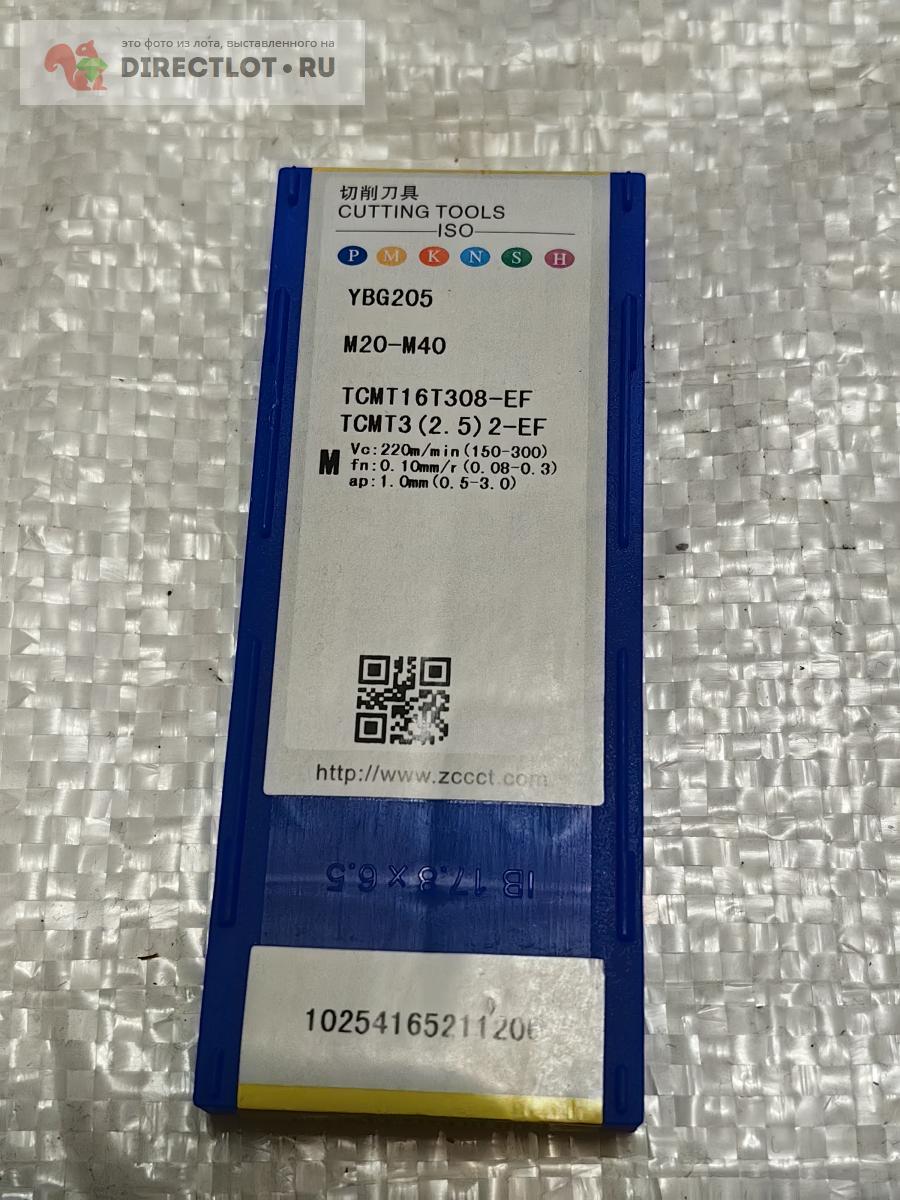 это фото из лота, выставленного на
DIRECTLOT.RU
切削刀具
CUTTING TOOLS
ISO
P M K N S H
YBG205
M20-M40
TCMT16T308-EF
TCMT3(2.5)2-EF
M
Vc:220m/min(150-300)
fn:0.10mm/r(0.08-0.3)
ap:1.0mm(0.5-3.0)
http://www.zccct.com
IB 17.8×6.5